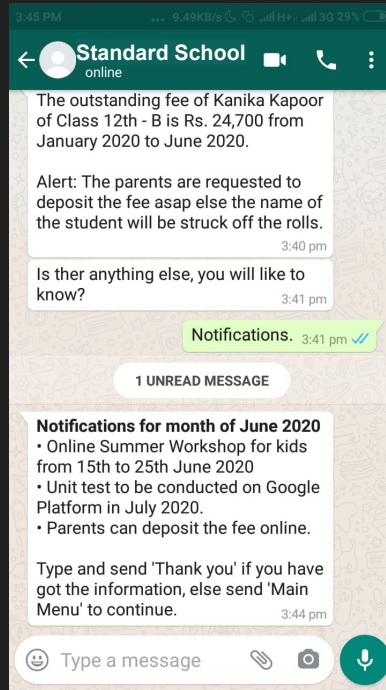 3:45 PM ... 9,49KB/s H+ 3G 29%
Standard School
online
The outstanding fee of Kanika Kapoor
of Class 12th - B is Rs. 24,700 from
January 2020 to June 2020.
Alert: The parents are requested to
deposit the fee asap else the name of
the student will be struck off the rolls.
3:40 pm
Is ther anything else, you will like to
know?
3:41 pm
Notifications. 3:41 pm
1 UNREAD MESSAGE
Notifications for month of June 2020
• Online Summer Workshop for kids
from 15th to 25th June 2020
• Unit test to be conducted on Google
Platform in July 2020.
• Parents can deposit the fee online.
Type and send 'Thank you' if you have
got the information, else send 'Main
Menu' to continue.
3:44 pm
Type a message